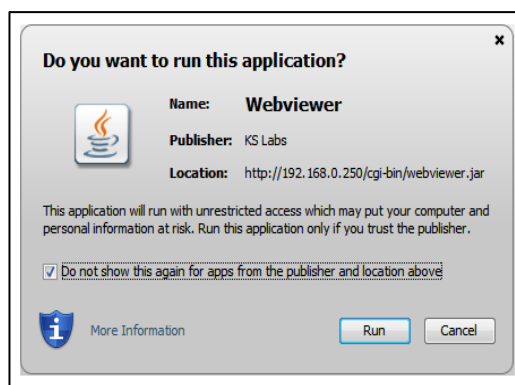 Do you want to run this application?
Name: Webviewer
Publisher: KS Labs
Location: http://192.168.0.250/cgi-bin/webviewer.jar
This application will run with unrestricted access which may put your computer and
personal information at risk. Run this application only if you trust the publisher.
Do not show this again for apps from the publisher and location above
More Information Run Cancel